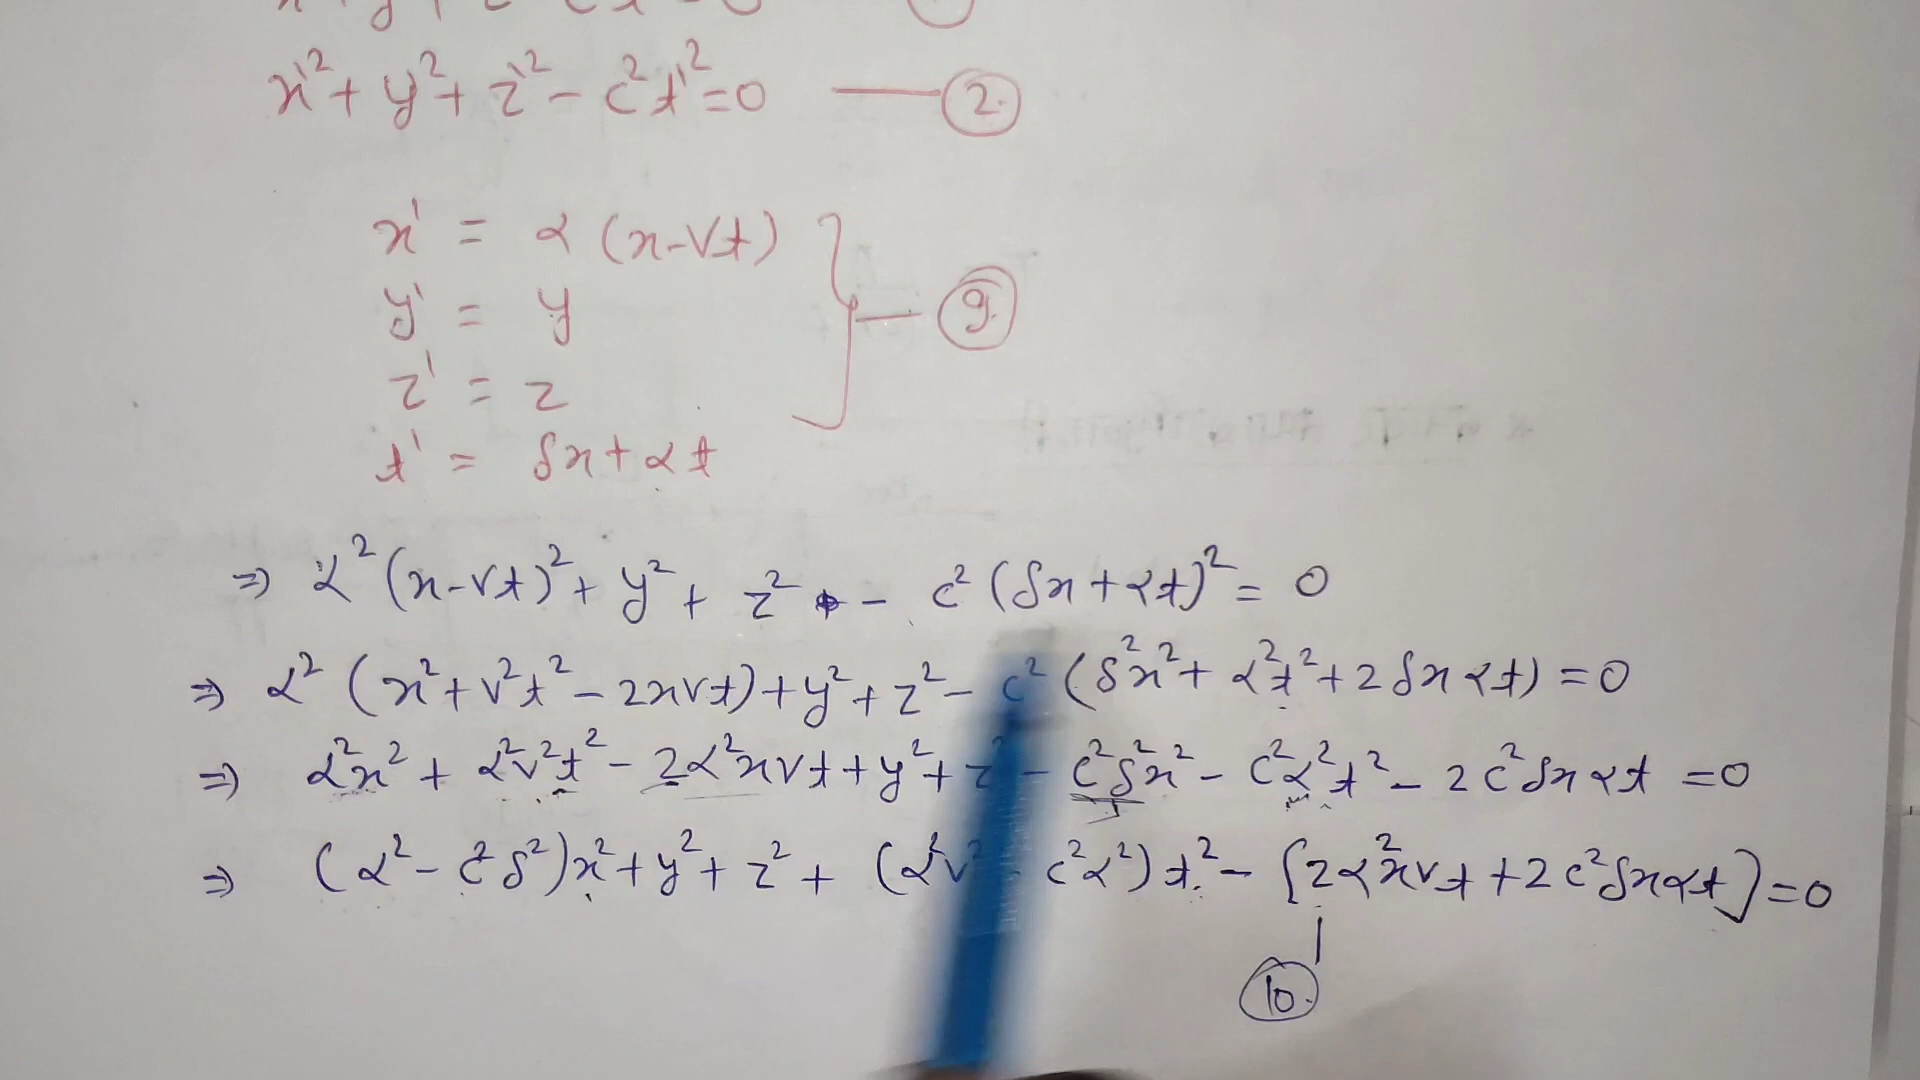 x'² + y'² + z'² - c²t'² = 0 —— ②
x' = α (x-vt)
y' = y
z' = z
— ⑨
t' = δx + αt
⇒ α² (x-vt)² + y² + z² - c² (δx + αt)² = 0
⇒ α² (x² + v²t² - 2xvt) + y² + z² - c² (δ²x² + α²t² + 2δxαt) = 0
⇒ α²x² + α²v²t² - 2α²xvt + y² + z² - c²δ²x² - c²α²t² - 2c²δxαt = 0
⇒ (α² - c²δ²)x² + y² + z² + (α²v² - c²α²)t² - [2α²xvt + 2c²δxαt] = 0
⑩